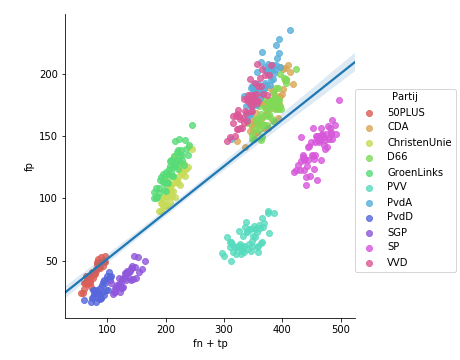 200
150
100
50
fp
100
200
300
400
500
fn + tp
Partij
50PLUS
CDA
ChristenUnie
D66
GroenLinks
PVV
PvdA
PvdD
SGP
SP
VVD